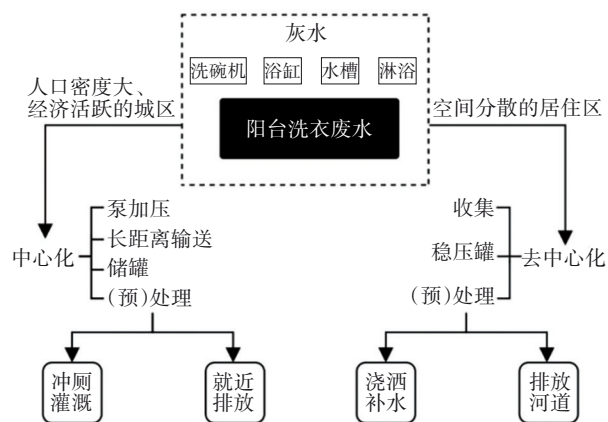 灰水
洗碗机 浴缸 水槽 淋浴
阳台洗衣废水
人口密度大、
经济活跃的城区
空间分散的居住区
中心化
泵加压
长距离输送
储罐
(预)处理
收集
稳压罐
(预)处理
去中心化
冲厕
灌溉
就近
排放
浇洒
补水
排放
河道